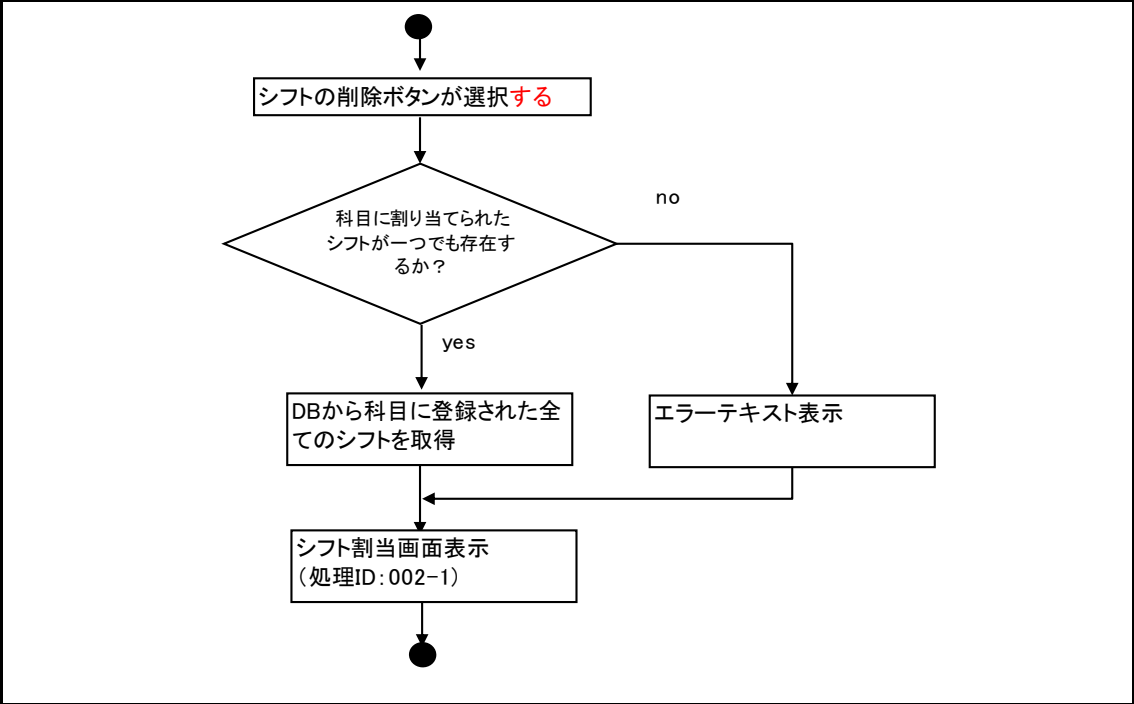 シフトの削除ボタンが選択する
科目に割り当てられた
シフトが一つでも存在す
るか？
no
yes
DBから科目に登録された全
てのシフトを取得
エラーテキスト表示
シフト割当画面表示
（処理ID：002-1）